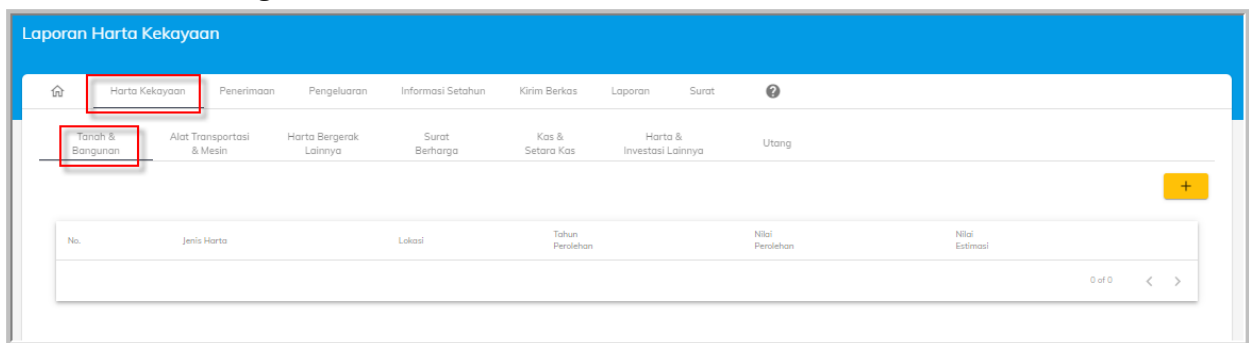 Laporan Harta Kekayaan
Harta Kekayaan Penerimaan Pengeluaran Informasi Setahun Kirim Berkas Laporan Surat ?
Tanah & Alat Transportasi Harta Bergerak Surat Kas & Harta & Utang
Bangunan & Mesin Lainnya Berharga Setara Kas Investasi Lainnya
+
No. Jenis Harta Lokasi Tahun Nilai Nilai
Perolehan Perolehan Estimasi
0 of 0 < >